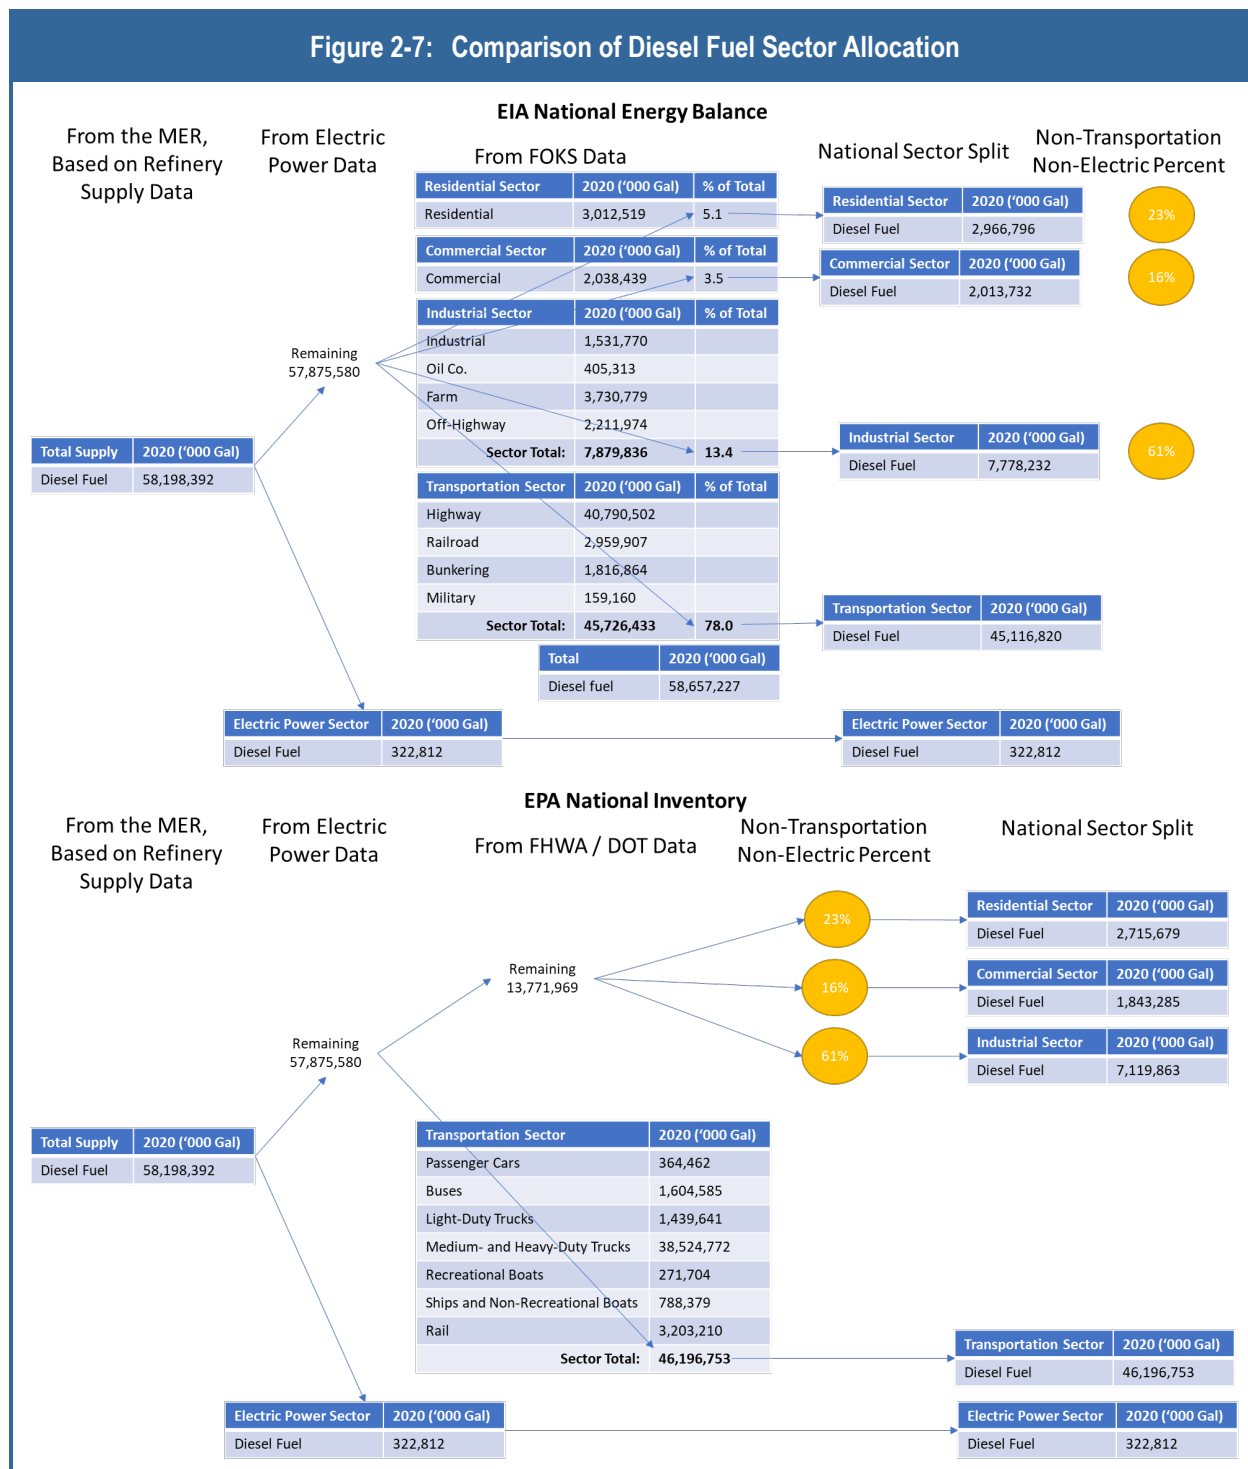 Figure 2-7: Comparison of Diesel Fuel Sector Allocation
EIA National Energy Balance
From the MER,
Based on Refinery
Supply Data
From Electric
Power Data
From FOKS Data
National Sector Split
Non-Transportation
Non-Electric Percent
Residential Sector 2020 (‘000 Gal) % of Total
Residential 3,012,519 5.1
Residential Sector 2020 (‘000 Gal)
Diesel Fuel 2,966,796
23%
Commercial Sector 2020 (‘000 Gal) % of Total
Commercial 2,038,439 3.5
Commercial Sector 2020 (‘000 Gal)
Diesel Fuel 2,013,732
16%
Industrial Sector 2020 (‘000 Gal) % of Total
Industrial 1,531,770
Oil Co. 405,313
Farm 3,730,779
Off-Highway 2,211,974
Sector Total: 7,879,836 13.4
Remaining
57,875,580
Industrial Sector 2020 (‘000 Gal)
Diesel Fuel 7,778,232
61%
Total Supply 2020 (‘000 Gal)
Diesel Fuel 58,198,392
Transportation Sector 2020 (‘000 Gal) % of Total
Highway 40,790,502
Railroad 2,959,907
Bunkering 1,816,864
Military 159,160
Sector Total: 45,726,433 78.0
Transportation Sector 2020 (‘000 Gal)
Diesel Fuel 45,116,820
Total 2020 (‘000 Gal)
Diesel fuel 58,657,227
Electric Power Sector 2020 (‘000 Gal)
Diesel Fuel 322,812
Electric Power Sector 2020 (‘000 Gal)
Diesel Fuel 322,812
EPA National Inventory
From the MER,
Based on Refinery
Supply Data
From Electric
Power Data
From FHWA / DOT Data
Non-Transportation
Non-Electric Percent
National Sector Split
23%
Residential Sector 2020 (‘000 Gal)
Diesel Fuel 2,715,679
Remaining
13,771,969
16%
Commercial Sector 2020 (‘000 Gal)
Diesel Fuel 1,843,285
Remaining
57,875,580
61%
Industrial Sector 2020 (‘000 Gal)
Diesel Fuel 7,119,863
Total Supply 2020 (‘000 Gal)
Diesel Fuel 58,198,392
Transportation Sector 2020 (‘000 Gal)
Passenger Cars 364,462
Buses 1,604,585
Light-Duty Trucks 1,439,641
Medium- and Heavy-Duty Trucks 38,524,772
Recreational Boats 271,704
Ships and Non-Recreational Boats 788,379
Rail 3,203,210
Sector Total: 46,196,753
Transportation Sector 2020 (‘000 Gal)
Diesel Fuel 46,196,753
Electric Power Sector 2020 (‘000 Gal)
Diesel Fuel 322,812
Electric Power Sector 2020 (‘000 Gal)
Diesel Fuel 322,812